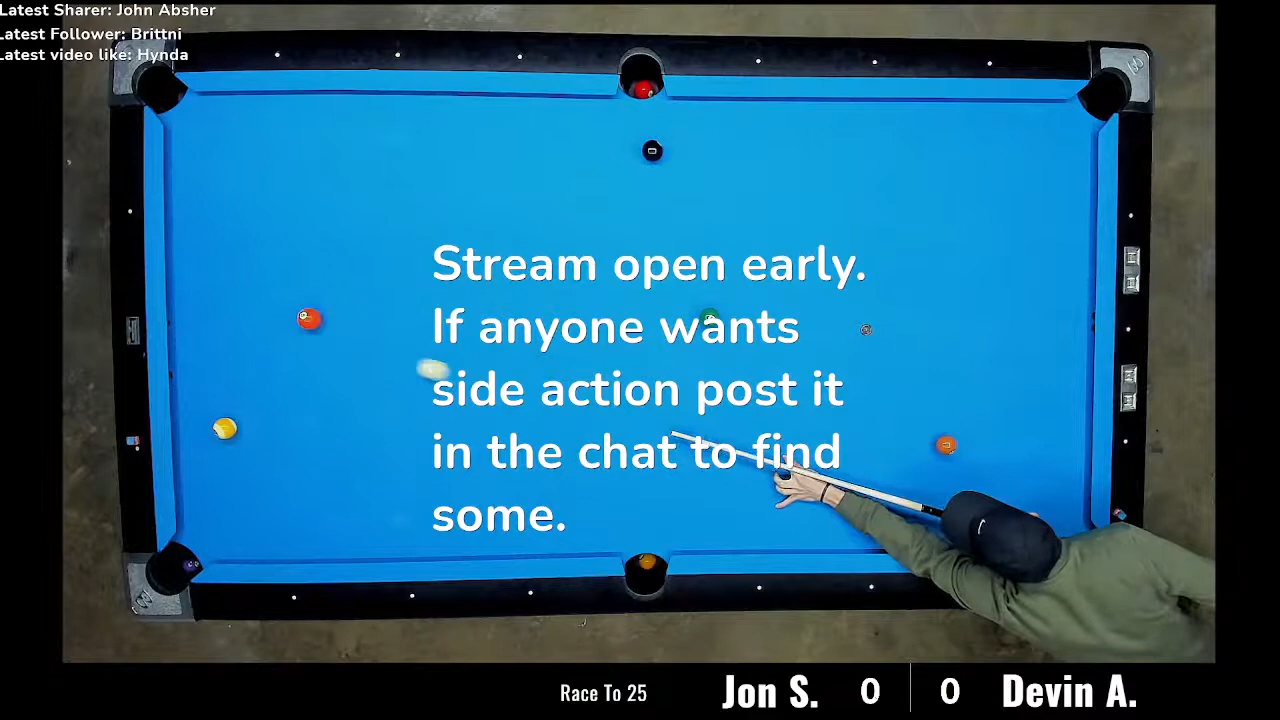 Latest Sharer: John Absher
Latest Follower: Brittni
Latest video like: Hynda
Stream open early.
If anyone wants
side action post it
in the chat to find
some.
Race To 25
Jon S. 0 0 Devin A.